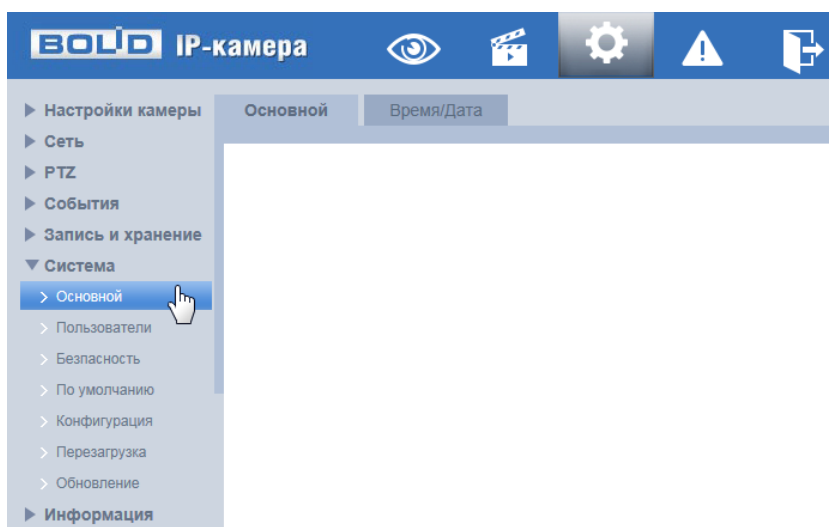 BOLID IP-камера
Основной Время/Дата
Настройки камеры
Сеть
PTZ
События
Запись и хранение
Система
Основной
Пользователи
Безпасность
По умолчанию
Конфигурация
Перезагрузка
Обновление
Информация